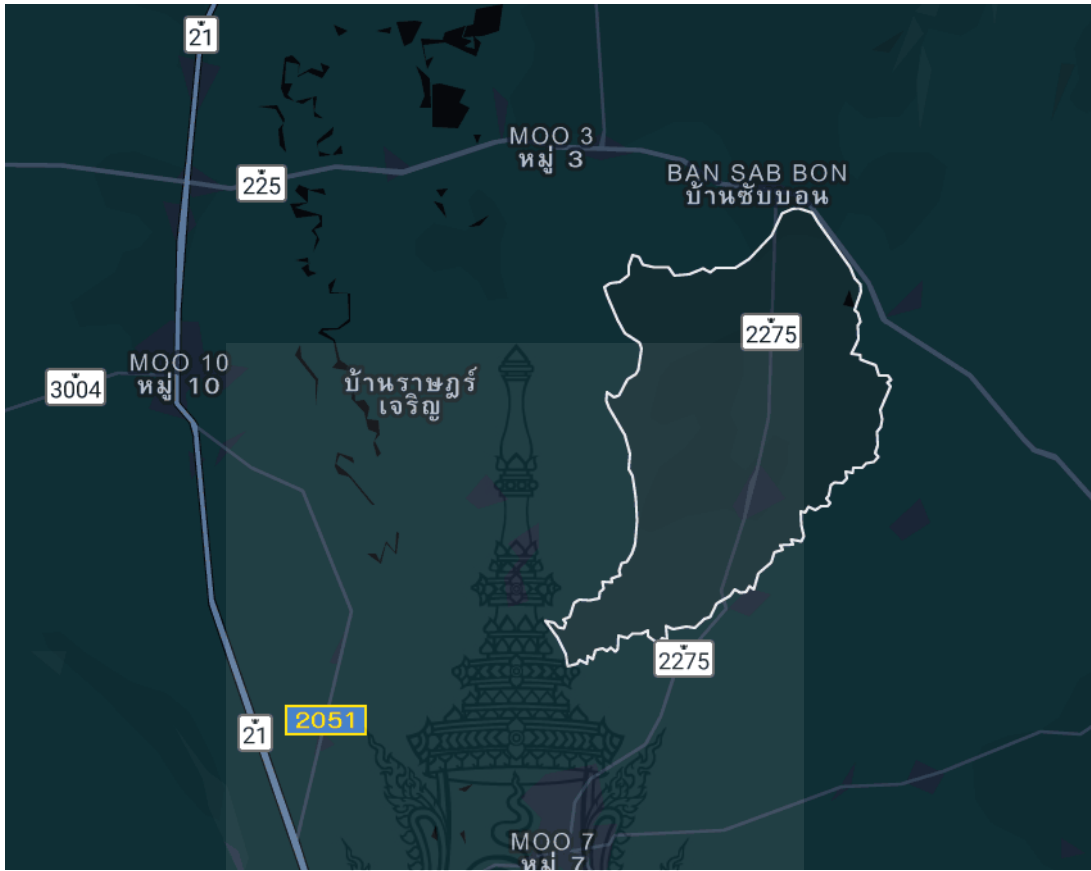 21
MOO 3
หมู่ 3
225
BAN SAB BON
บ้านซับบอน
2275
MOO 10
หมู่ 10
3004
บ้านราษฎร์
เจริญ
2275
2051
21
MOO 7
หมู่ 7